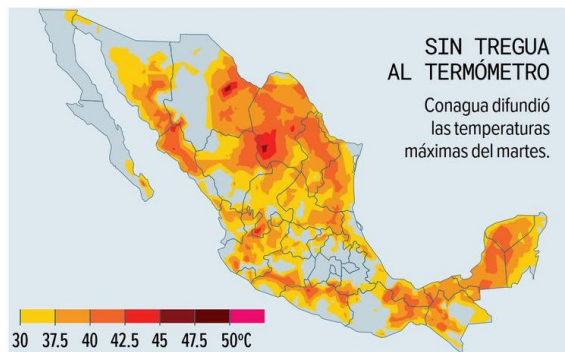 SIN TREGUA
AL TERMÓMETRO
Conagua difundió
las temperaturas
máximas del martes.
30 37.5 40 42.5 45 47.5 50°C